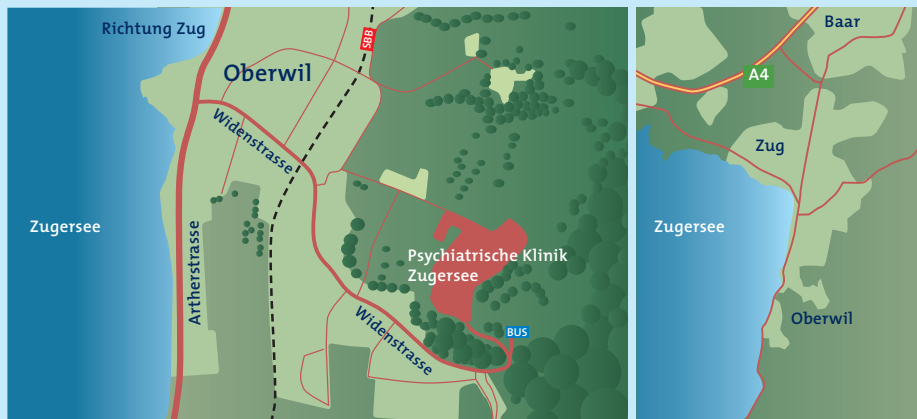 Richtung Zug
SBB
Oberwil
Widenstrasse
Zugersee
Artherstrasse
Psychiatrische Klinik
Zugersee
Widenstrasse
BUS
Baar
A4
Zug
Zugersee
Oberwil